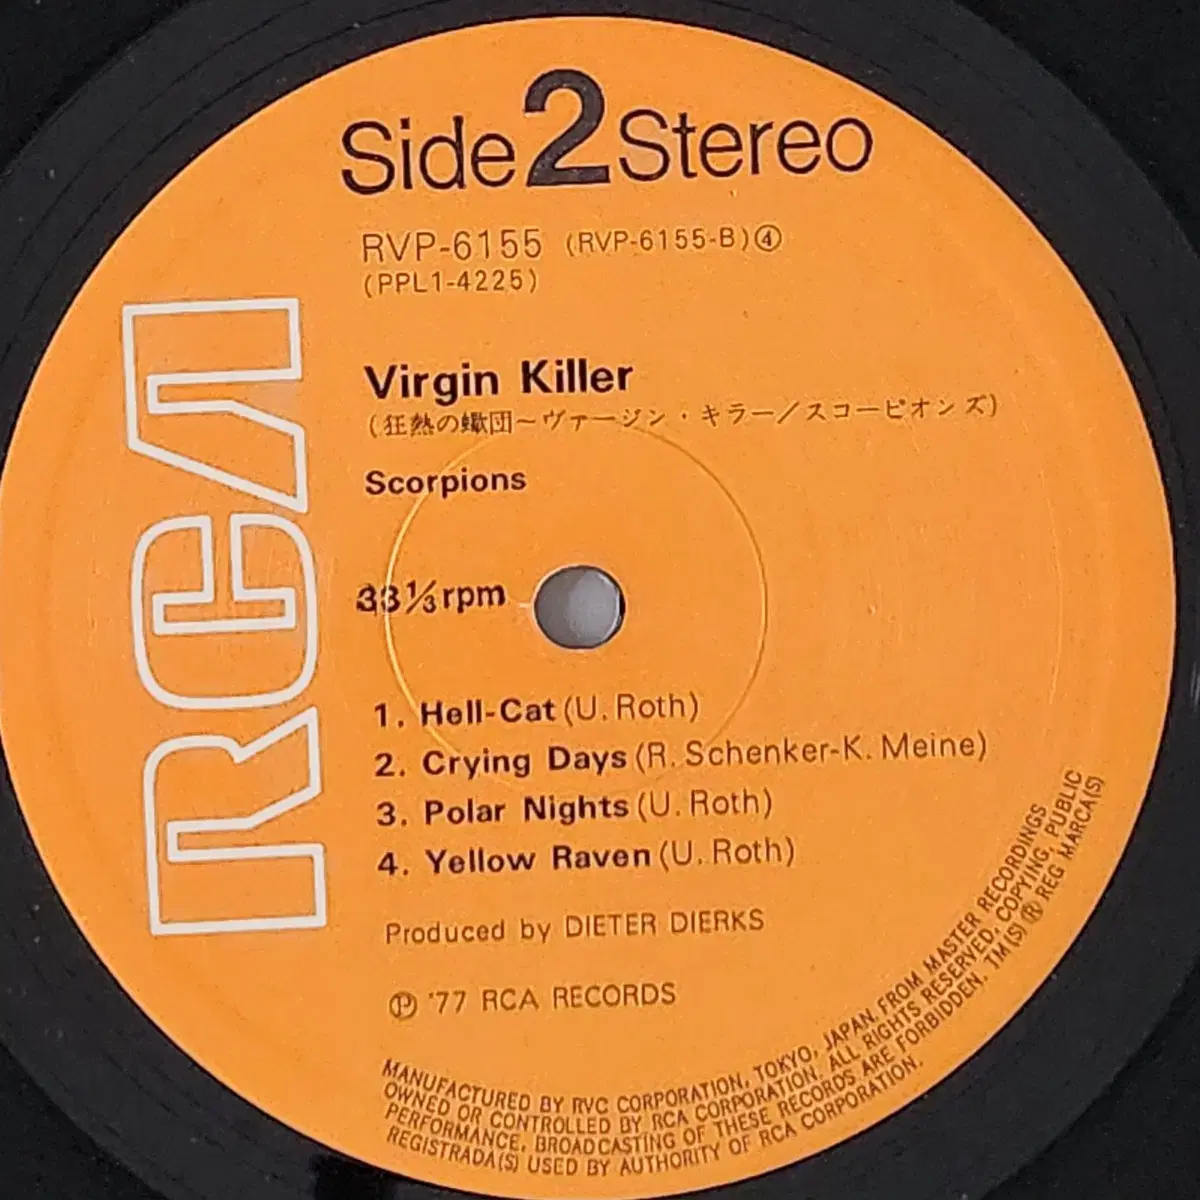 Side 2 Stereo
RVP-6155 (RVP-6155-B)④
(PPL1-4225)
RCA
Virgin Killer
(狂熱の蠍団～ヴァージン・キラー／スコーピオンズ)
Scorpions
33 1/3 rpm
1. Hell-Cat (U. Roth)
2. Crying Days (R. Schenker-K. Meine)
3. Polar Nights (U. Roth)
4. Yellow Raven (U. Roth)
Produced by DIETER DIERKS
℗ '77 RCA RECORDS
MANUFACTURED BY RVC CORPORATION, TOKYO, JAPAN, FROM MASTER RECORDINGS
OWNED OR CONTROLLED BY RCA CORPORATION. ALL RIGHTS RESERVED, COPYING, PUBLIC
PERFORMANCE, BROADCASTING OF THESE RECORDS ARE FORBIDDEN. TM(S) ® REG MARCA(S)
REGISTRADA(S) USED BY AUTHORITY OF RCA CORPORATION.